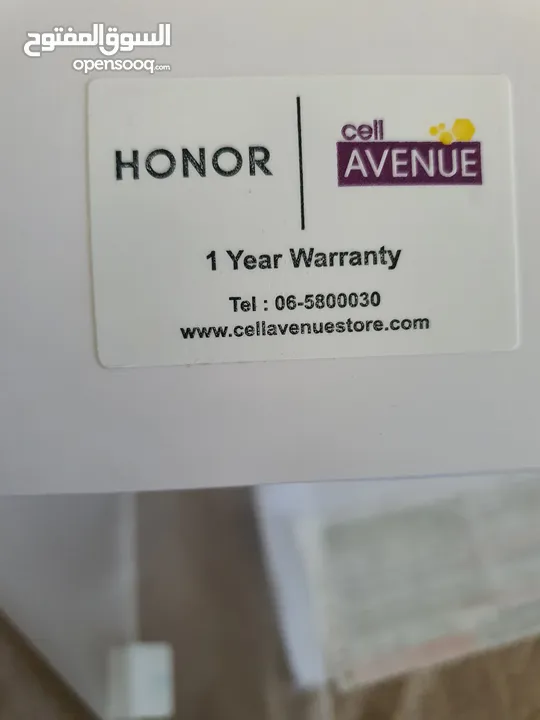 السوق المفتوح
opensooq.com
HONOR
cell
AVENUE
1 Year Warranty
Tel : 06-5800030
www.cellavenuestore.com